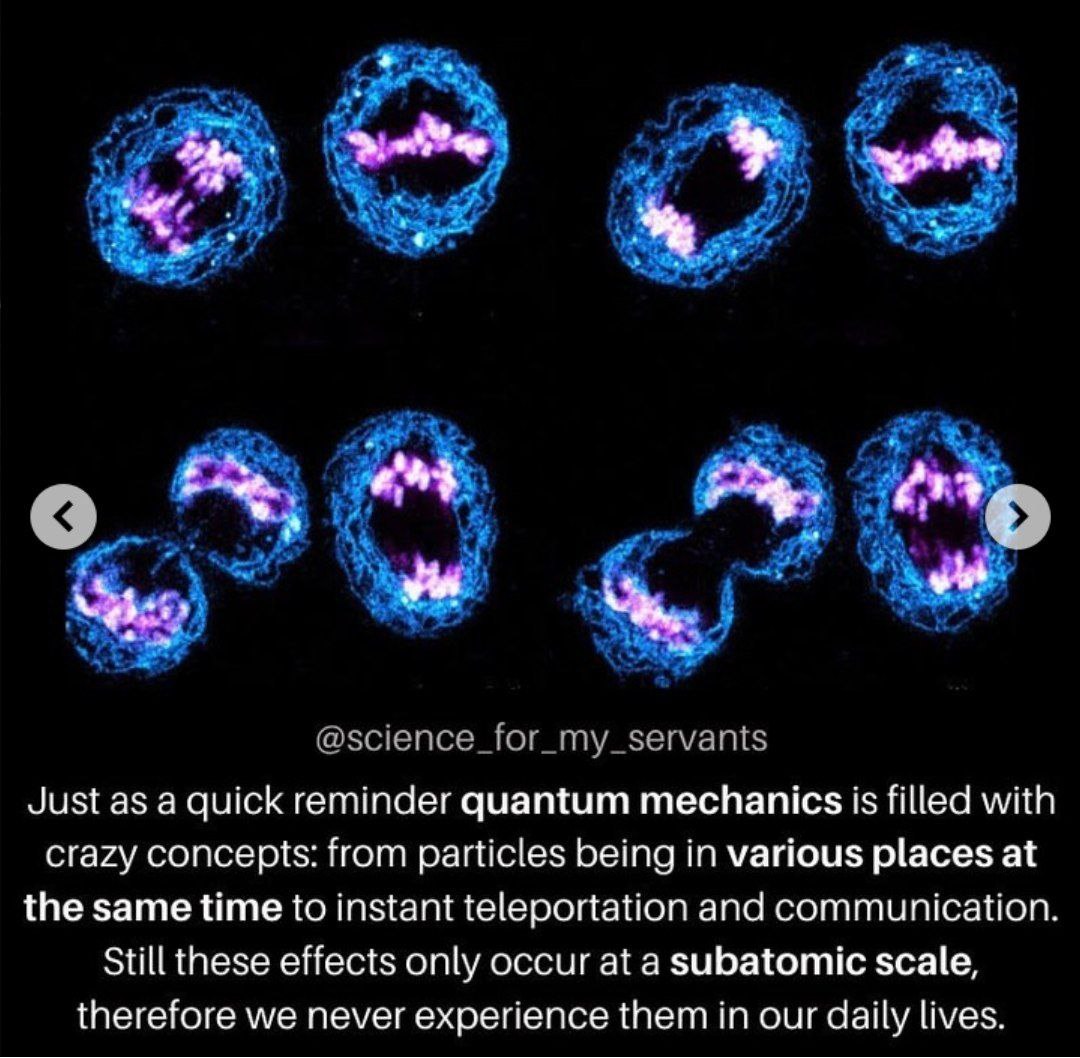 @science_for_my_servants
Just as a quick reminder quantum mechanics is filled with
crazy concepts: from particles being in various places at
the same time to instant teleportation and communication.
Still these effects only occur at a subatomic scale,
therefore we never experience them in our daily lives.